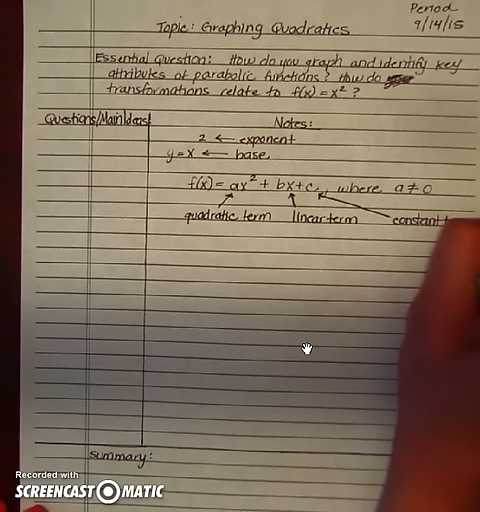 Period
9/14/15
Topic: Graphing Quadratics
Essential Question: How do you graph and identify key
attributes of parabolic functions? How do
transformations relate to f(x) = x² ?
Questions/Main Ideas
Notes:
2 ← exponent
y = x ← base
f(x) = ax² + bx + c, where a ≠ 0
quadratic term linear term constant t
Summary:
Recorded with
SCREENCAST-O-MATIC